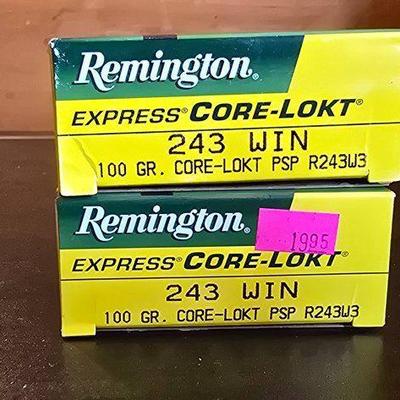 Remington®
EXPRESS® CORE-LOKT®
243 WIN
100 GR. CORE-LOKT PSP R243W3
Remington®
1995
EXPRESS® CORE-LOKT®
243 WIN
100 GR. CORE-LOKT PSP R243W3